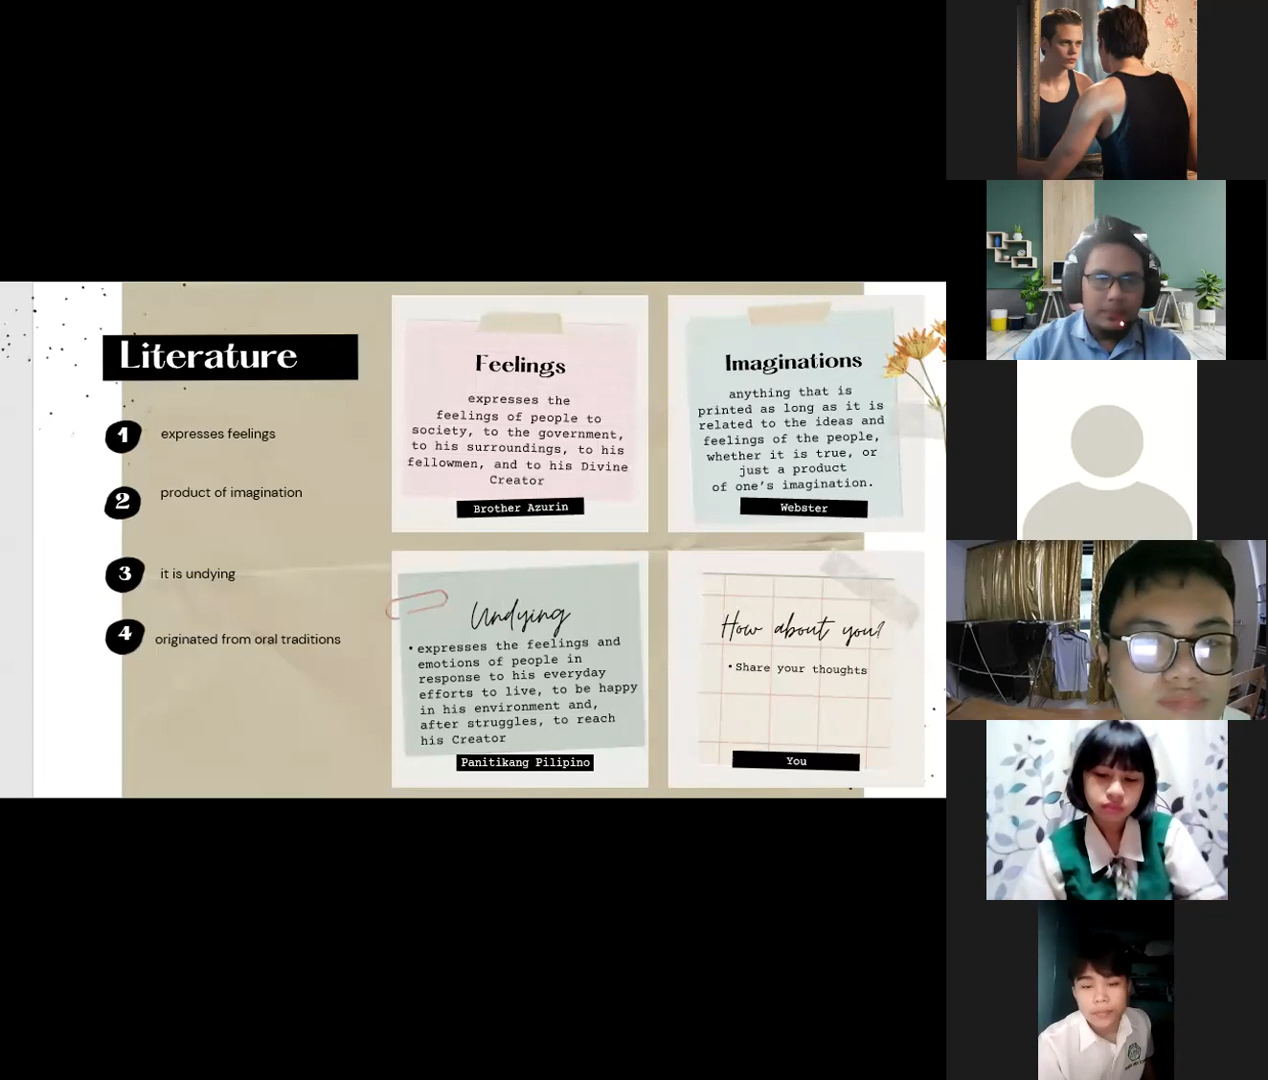 Literature
1
expresses feelings
2
product of imagination
3
it is undying
4
originated from oral traditions
Feelings
expresses the
feelings of people to
society, to the government,
to his surroundings, to his
fellowmen, and to his Divine
Creator
Brother Azurin
Imaginations
anything that is
printed as long as it is
related to the ideas and
feelings of the people,
whether it is true, or
just a product
of one's imagination.
Webster
Undying
• expresses the feelings and
emotions of people in
response to his everyday
efforts to live, to be happy
in his environment and,
after struggles, to reach
his Creator
Panitikang Pilipino
How about you?
• Share your thoughts
You